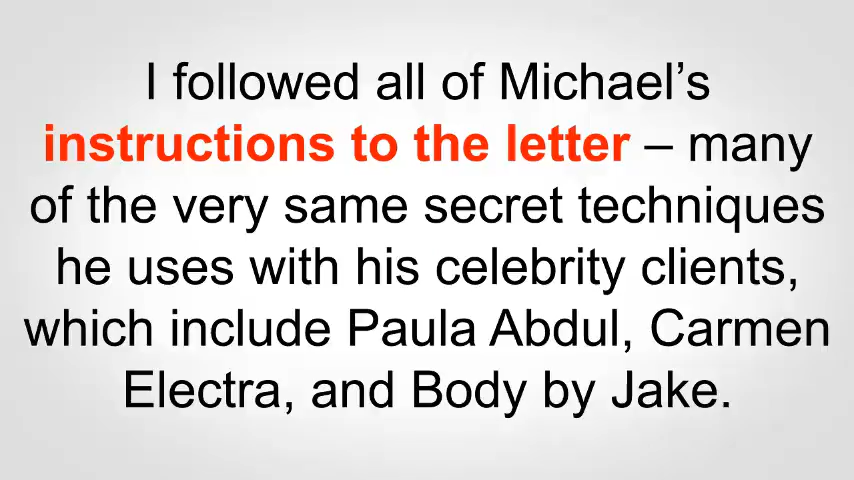 I followed all of Michael’s
instructions to the letter – many
of the very same secret techniques
he uses with his celebrity clients,
which include Paula Abdul, Carmen
Electra, and Body by Jake.